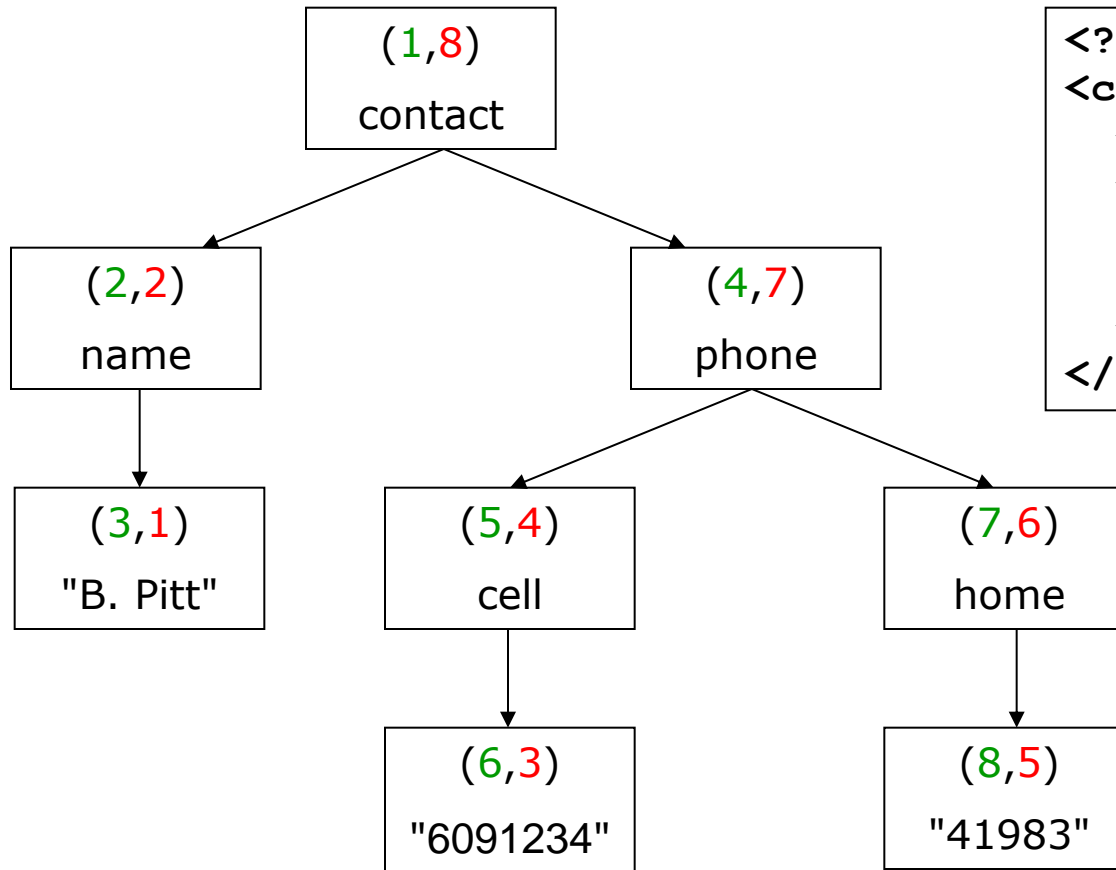 (1,8)
contact
(2,2)
name
(4,7)
phone
(3,1)
"B. Pitt"
(5,4)
cell
(7,6)
home
(6,3)
"6091234"
(8,5)
"41983"
<?
<c
</